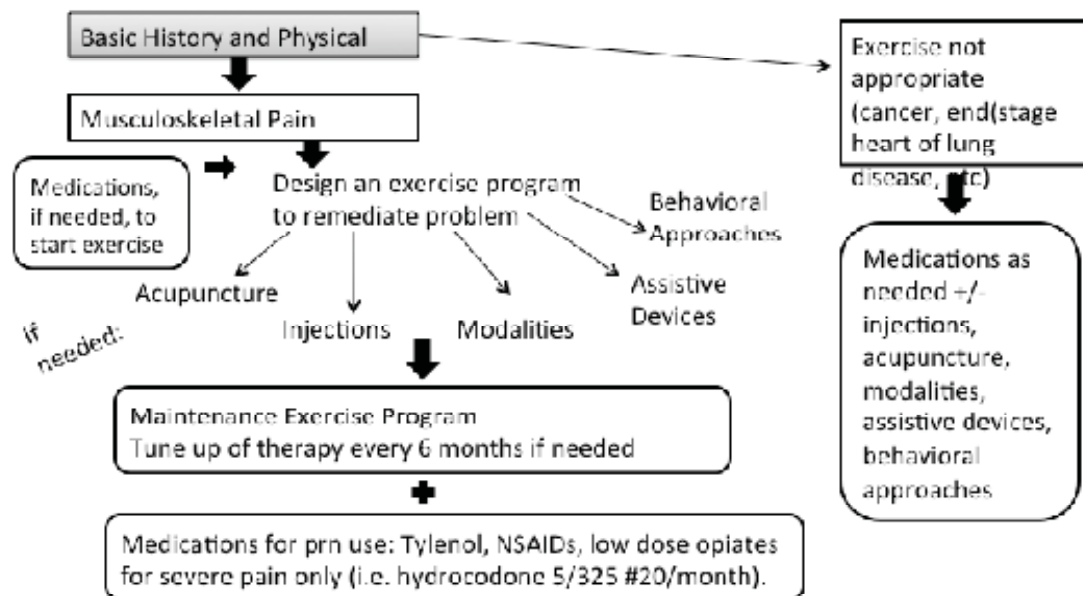 Basic History and Physical
Musculoskeletal Pain
Medications,
if needed, to
start exercise
Design an exercise program
to remediate problem
Behavioral
Approaches
Acupuncture
Injections
Modalities
Assistive
Devices
if
needed:
Maintenance Exercise Program
Tune up of therapy every 6 months if needed
Medications for prn use: Tylenol, NSAIDs, low dose opiates
for severe pain only (i.e. hydrocodone 5/325 #20/month).
Exercise not
appropriate
(cancer, end(stage
heart of lung
disease, etc)
Medications as
needed +/-
injections,
acupuncture,
modalities,
assistive devices,
behavioral
approaches